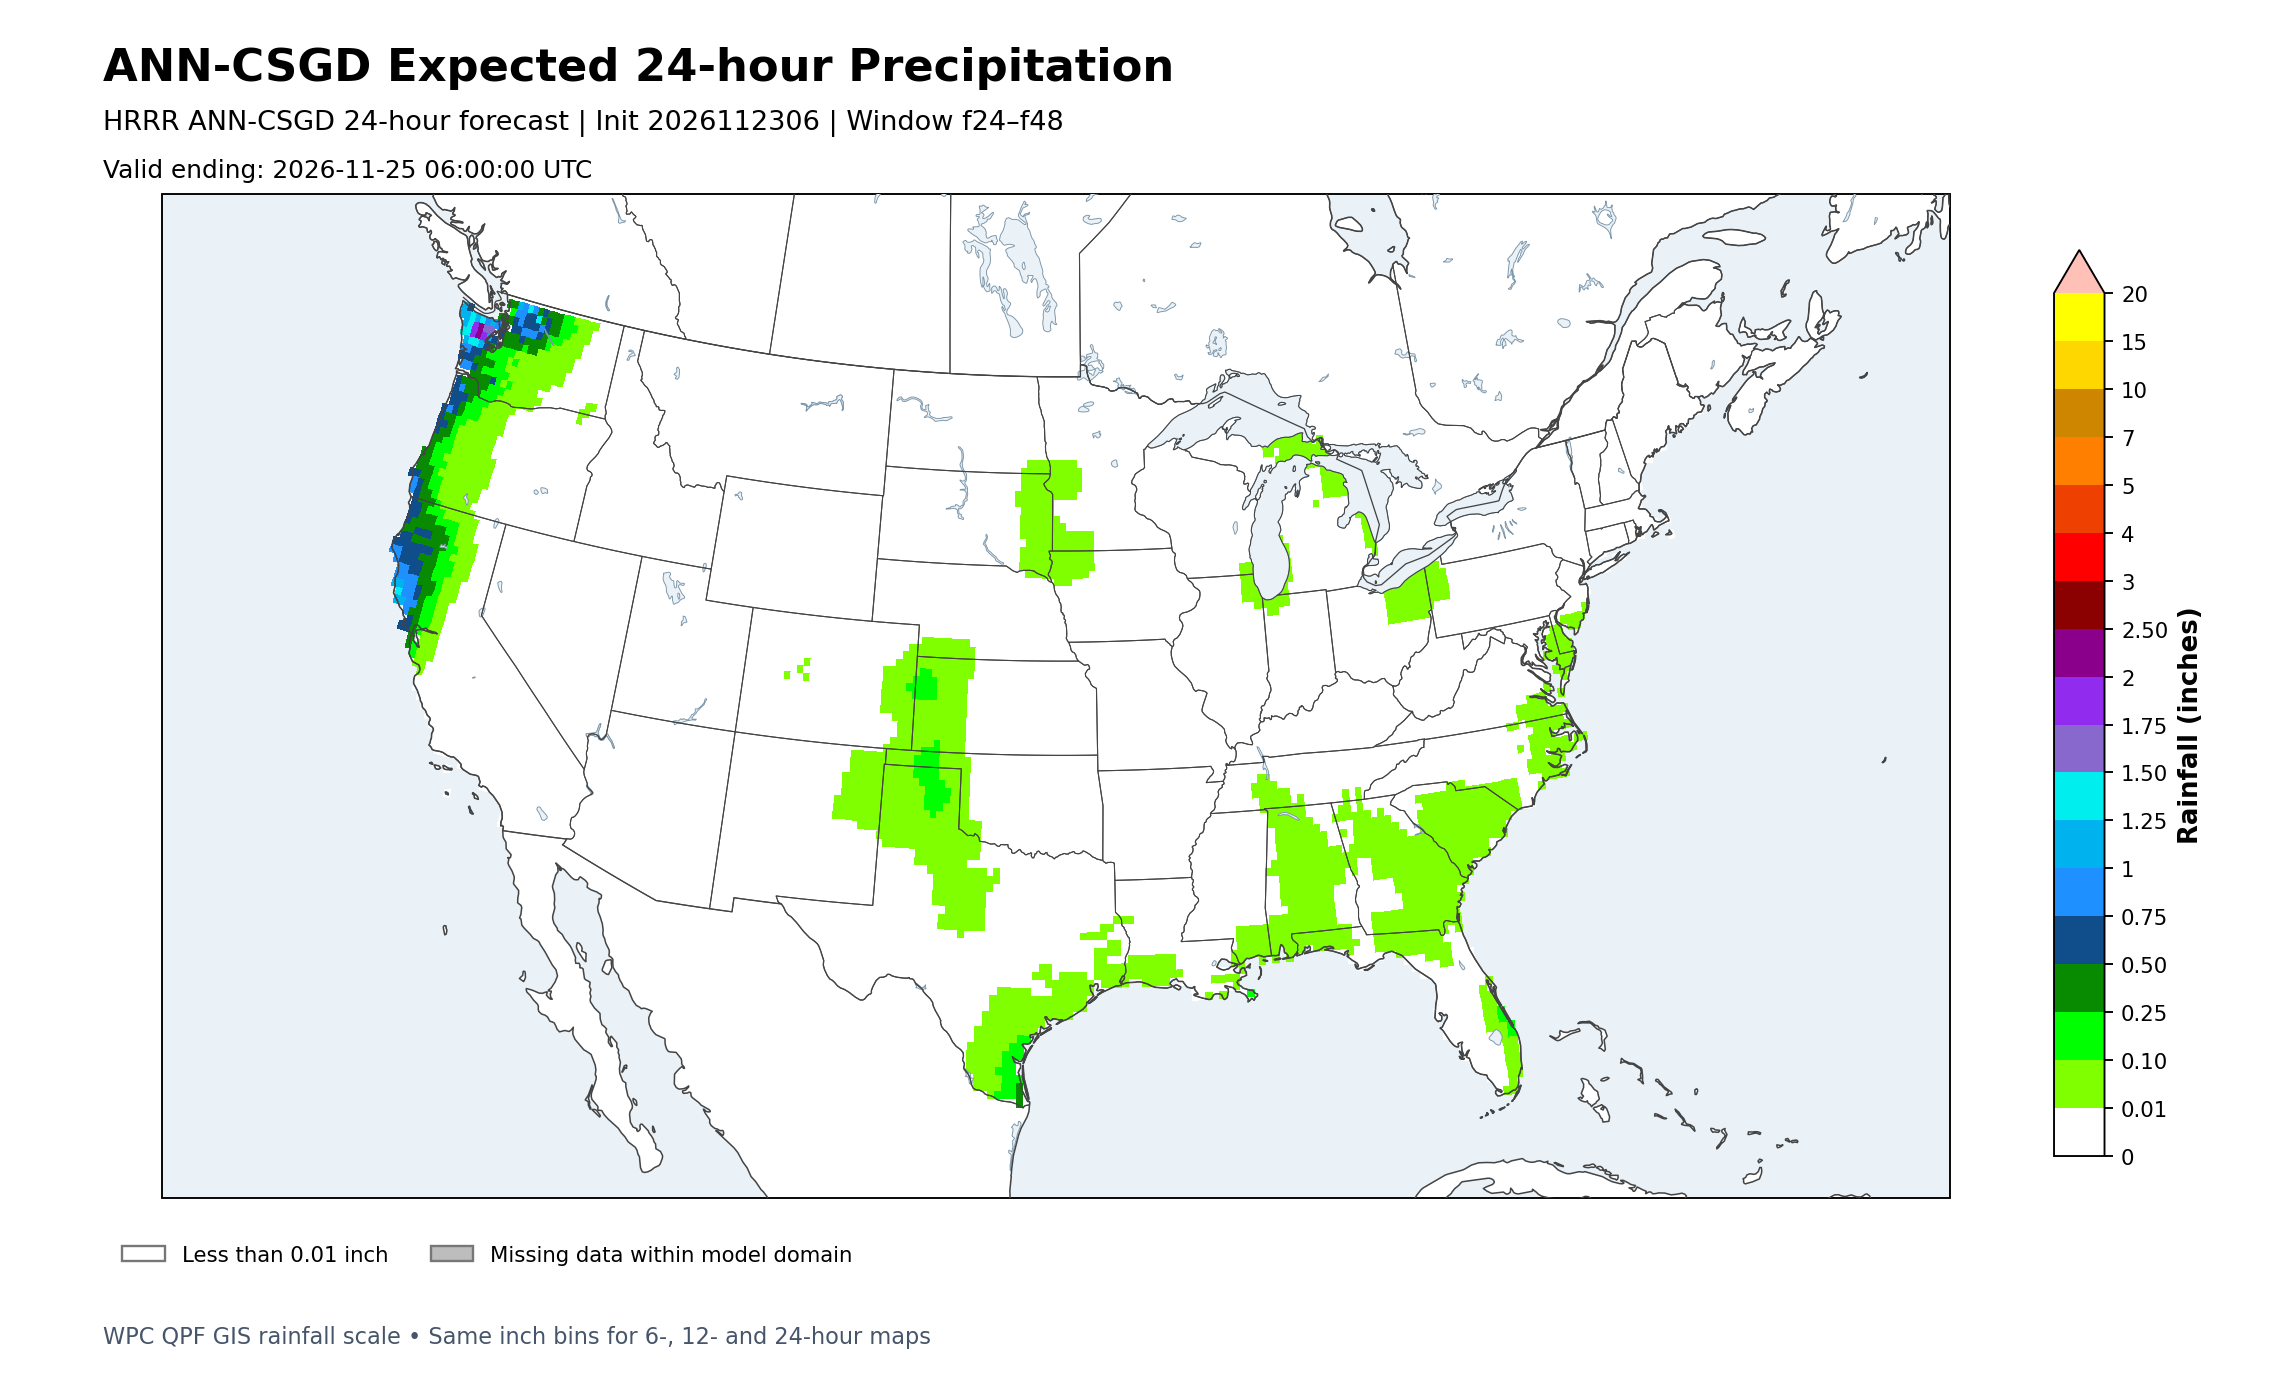 ANN-CSGD Expected 24-hour Precipitation
HRRR ANN-CSGD 24-hour forecast | Init 2026112306 | Window f24–f48
Valid ending: 2026-11-25 06:00:00 UTC
20
15
10
7
5
4
3
2.50
2
1.75
1.50
1.25
1
0.75
0.50
0.25
0.10
0.01
0
Rainfall (inches)
Less than 0.01 inch
Missing data within model domain
WPC QPF GIS rainfall scale • Same inch bins for 6-, 12- and 24-hour maps